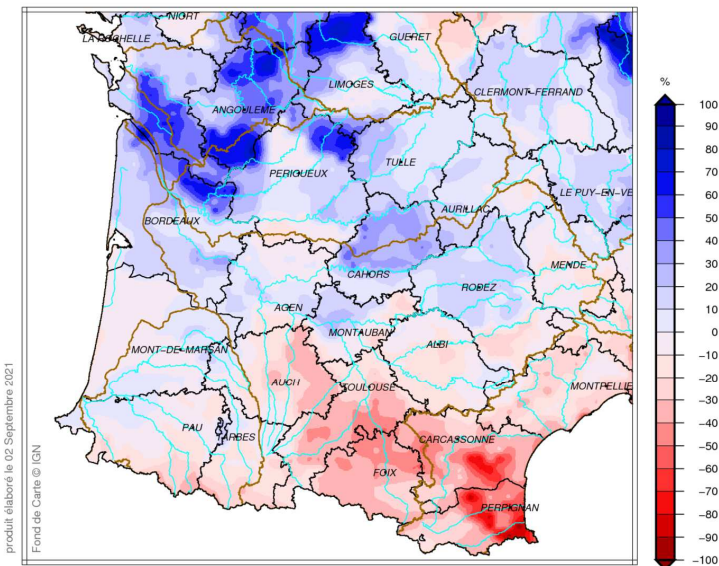 NIORT
GUERET
LA ROCHELLE
LIMOGES
CLERMONT-FERRAND
ANGOULEME
TULLE
PERIGUEUX
LE PUY-EN-VE
AURILLAC
BORDEAUX
MENDE
CAHORS
RODEZ
AGEN
MONTAUBAN
ALBI
MONT-DE-MARSAN
AUCH
TOULOUSE
MONTPELLIE
PAU
TARBES
CARCASSONNE
FOIX
PERPIGNAN
%
100
90
80
70
60
50
40
30
20
10
0
-10
-20
-30
-40
-50
-60
-70
-80
-90
-100
produit élaboré le 02 Septembre 2021
Fond de Carte © IGN